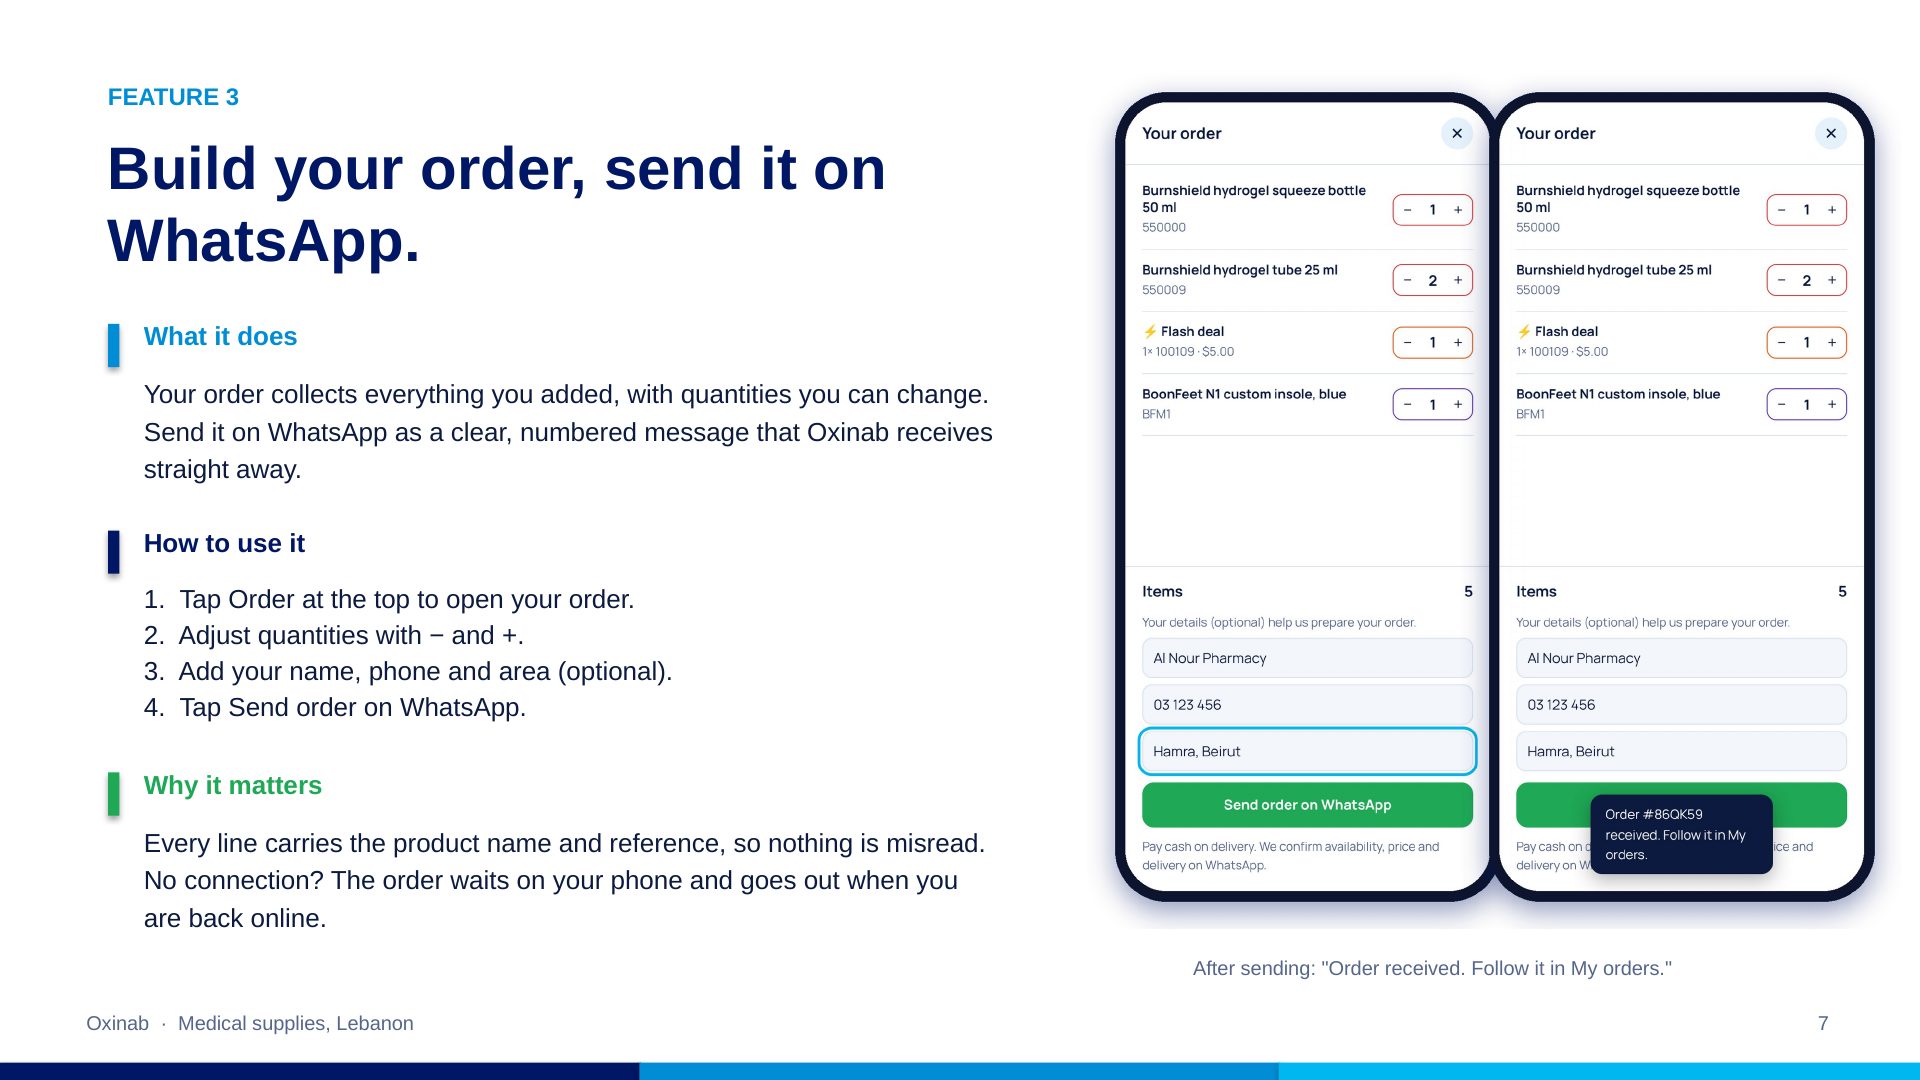 FEATURE 3
Build your order, send it on
WhatsApp.
What it does
Your order collects everything you added, with quantities you can change.
Send it on WhatsApp as a clear, numbered message that Oxinab receives
straight away.
How to use it
1. Tap Order at the top to open your order.
2. Adjust quantities with − and +.
3. Add your name, phone and area (optional).
4. Tap Send order on WhatsApp.
Why it matters
Every line carries the product name and reference, so nothing is misread.
No connection? The order waits on your phone and goes out when you
are back online.
Your order
✕
Burnshield hydrogel squeeze bottle
50 ml
550000
− 1 +
Burnshield hydrogel tube 25 ml
550009
− 2 +
⚡ Flash deal
1× 100109 · $5.00
− 1 +
BoonFeet N1 custom insole, blue
BFM1
− 1 +
Items 5
Your details (optional) help us prepare your order.
Al Nour Pharmacy
03 123 456
Hamra, Beirut
Send order on WhatsApp
Pay cash on delivery. We confirm availability, price and
delivery on WhatsApp.
Your order
✕
Burnshield hydrogel squeeze bottle
50 ml
550000
− 1 +
Burnshield hydrogel tube 25 ml
550009
− 2 +
⚡ Flash deal
1× 100109 · $5.00
− 1 +
BoonFeet N1 custom insole, blue
BFM1
− 1 +
Items 5
Your details (optional) help us prepare your order.
Al Nour Pharmacy
03 123 456
Hamra, Beirut
Order #86QK59
received. Follow it in My
orders.
Pay cash on
and
delivery on
After sending: "Order received. Follow it in My orders."
Oxinab · Medical supplies, Lebanon
7